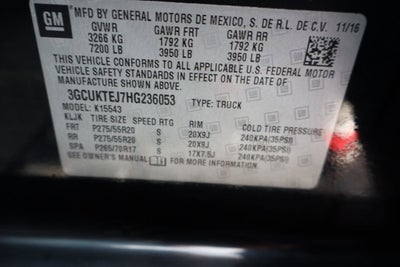 GM MFD BY GENERAL MOTORS DE MEXICO, S. DE R.L. DE C.V. 11/16
GVWR GAWR FRT GAWR RR
3266 KG 1792 KG 1792 KG
7200 LB 3950 LB 3950 LB
THIS VEHICLE CONFORMS TO ALL APPLICABLE U.S. FEDERAL MOTOR
VEHICLE SAFETY STANDARDS IN EFFECT ON THE DATE OF
MANUFACTURE SHOWN ABOVE.
3GCUKTEJ7HG236053 TYPE: TRUCK
MODEL: K15543
KLJK TIRE SIZE SPEED RTG RIM COLD TIRE PRESSURE
FRT P275/55R20 S 20X9J 240KPA(35PSI)
RR P275/55R20 S 20X9J 240KPA(35PSI)
SPA P265/70R17 S 17X7.5J 240KPA(35PSI)
SEE OWNER'S MANUAL FOR MORE INFORMATION.